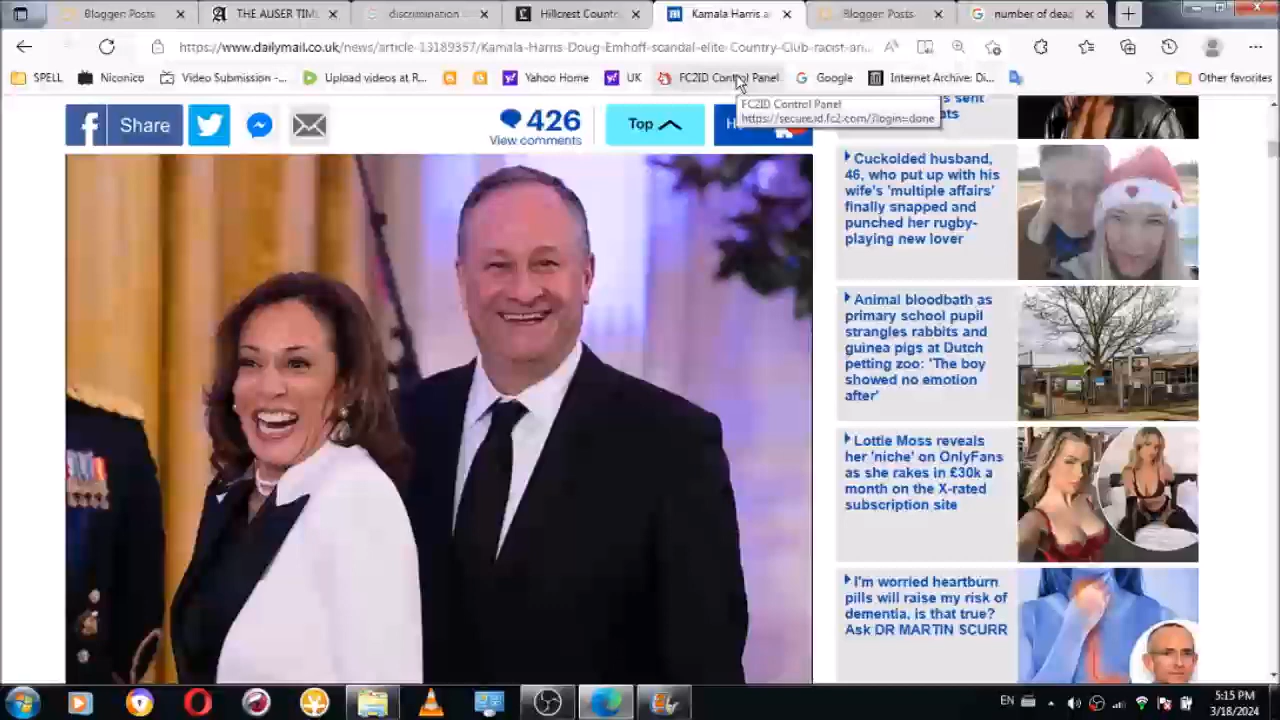 Blogger: Posts
THE AUSER TIM
discrimination
Hillcrest Count
Kamala Harris a
Blogger: Posts
number of dea
https://www.dailymail.co.uk/news/article-13189357/Kamala-Harris-Doug-Emhoff-scandal-elite-Country-Club-racist-an...
SPELL
Niconico
Video Submission -...
Upload videos at R...
Yahoo Home
UK
FC2ID Control Panel
Google
Internet Archive: Di...
Other favorites
FC2ID Control Panel
https://secure.id.fc2.com/?login=done
Share
426
View comments
Top
s sent
ats
Cuckolded husband,
46, who put up with his
wife's 'multiple affairs'
finally snapped and
punched her rugby-
playing new lover
Animal bloodbath as
primary school pupil
strangles rabbits and
guinea pigs at Dutch
petting zoo: 'The boy
showed no emotion
after'
Lottie Moss reveals
her 'niche' on OnlyFans
as she rakes in £30k a
month on the X-rated
subscription site
I'm worried heartburn
pills will raise my risk of
dementia, is that true?
Ask DR MARTIN SCURR
EN
5:15 PM
3/18/2024